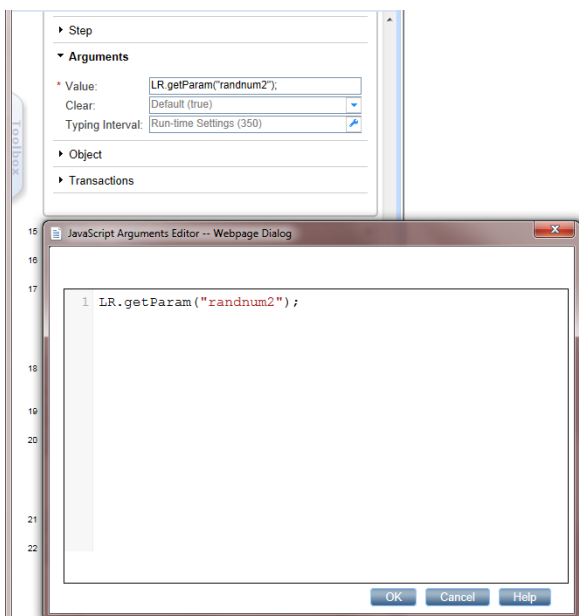 Step
Arguments
* Value: LR.getParam("randnum2");
Clear: Default (true)
Typing Interval: Run-time Settings (350)
Object
Transactions
Toolbox
15
JavaScript Arguments Editor -- Webpage Dialog
x
16
17
1 LR.getParam("randnum2");
18
19
20
21
22
OK Cancel Help